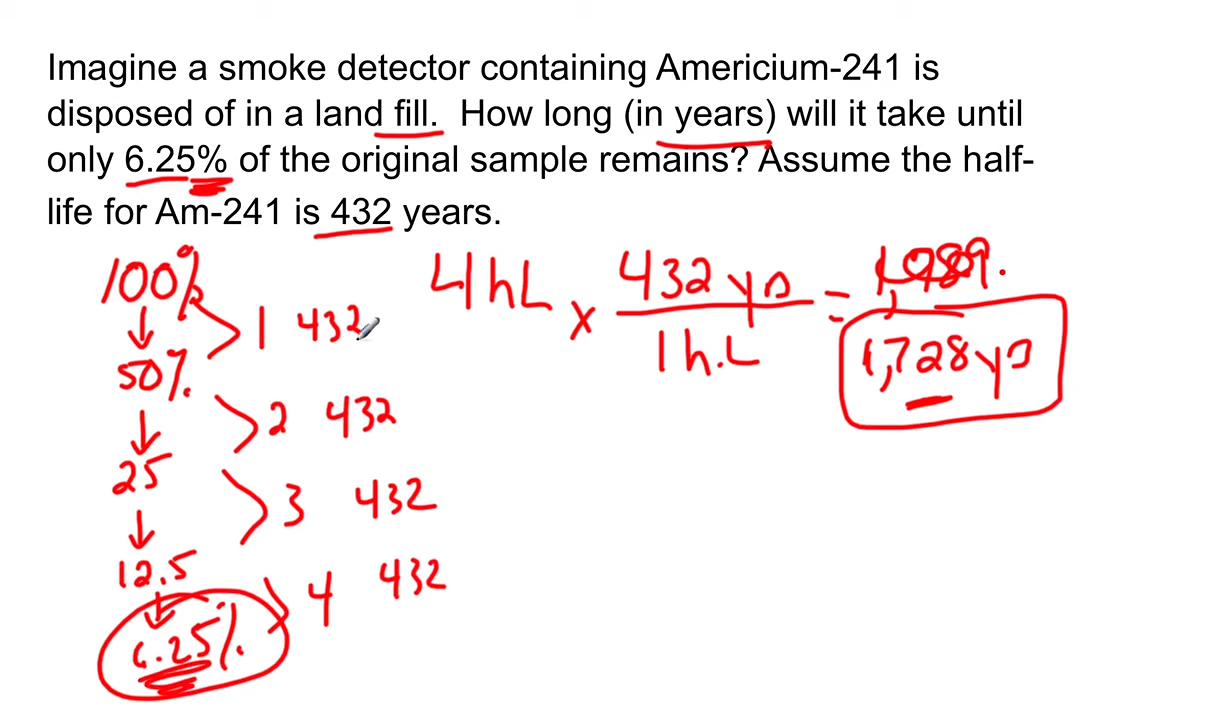 Imagine a smoke detector containing Americium-241 is
disposed of in a land fill. How long (in years) will it take until
only 6.25% of the original sample remains? Assume the half-
life for Am-241 is 432 years.
100%
1 432
50%
2 432
25
3 432
12.5
4 432
6.25%
4 hL x 432 yrs / 1 h.L =
1,728 yrs